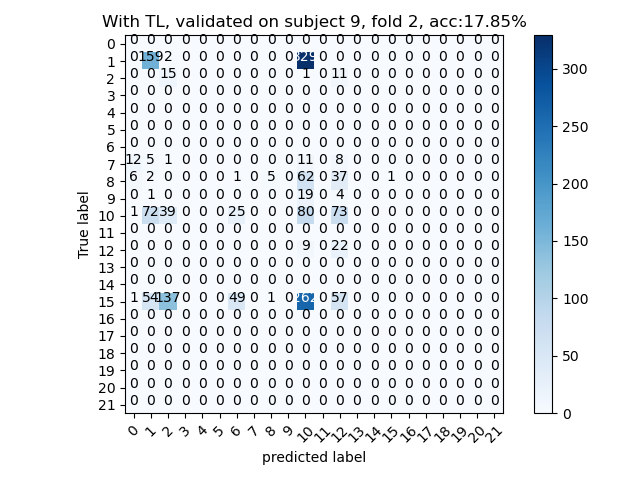 With TL, validated on subject 9, fold 2, acc:17.85%
0 0 0 0 0 0 0 0 0 0 0 0 0 0 0 0 0 0 0 0 0 0 0
1 0 159 2 0 0 0 0 0 0 0 329 0 0 0 0 0 0 0 0 0 0 0
2 0 0 15 0 0 0 0 0 0 0 1 0 11 0 0 0 0 0 0 0 0 0
3 0 0 0 0 0 0 0 0 0 0 0 0 0 0 0 0 0 0 0 0 0 0
4 0 0 0 0 0 0 0 0 0 0 0 0 0 0 0 0 0 0 0 0 0 0
5 0 0 0 0 0 0 0 0 0 0 0 0 0 0 0 0 0 0 0 0 0 0
6 0 0 0 0 0 0 0 0 0 0 0 0 0 0 0 0 0 0 0 0 0 0
7 12 5 1 0 0 0 0 0 0 0 11 0 8 0 0 0 0 0 0 0 0 0
8 6 2 0 0 0 0 1 0 5 0 62 0 37 0 0 1 0 0 0 0 0 0
9 0 1 0 0 0 0 0 0 0 0 19 0 4 0 0 0 0 0 0 0 0 0
10 1 72 39 0 0 0 25 0 0 0 80 0 73 0 0 0 0 0 0 0 0 0
11 0 0 0 0 0 0 0 0 0 0 0 0 0 0 0 0 0 0 0 0 0 0
12 0 0 0 0 0 0 0 0 0 0 9 0 22 0 0 0 0 0 0 0 0 0
13 0 0 0 0 0 0 0 0 0 0 0 0 0 0 0 0 0 0 0 0 0 0
14 0 0 0 0 0 0 0 0 0 0 0 0 0 0 0 0 0 0 0 0 0 0
15 1 54 137 0 0 0 49 0 1 0 262 0 57 0 0 0 0 0 0 0 0 0
16 0 0 0 0 0 0 0 0 0 0 0 0 0 0 0 0 0 0 0 0 0 0
17 0 0 0 0 0 0 0 0 0 0 0 0 0 0 0 0 0 0 0 0 0 0
18 0 0 0 0 0 0 0 0 0 0 0 0 0 0 0 0 0 0 0 0 0 0
19 0 0 0 0 0 0 0 0 0 0 0 0 0 0 0 0 0 0 0 0 0 0
20 0 0 0 0 0 0 0 0 0 0 0 0 0 0 0 0 0 0 0 0 0 0
21 0 0 0 0 0 0 0 0 0 0 0 0 0 0 0 0 0 0 0 0 0 0
0 1 2 3 4 5 6 7 8 9 10 11 12 13 14 15 16 17 18 19 20 21
True label
predicted label
300
250
200
150
100
50
0